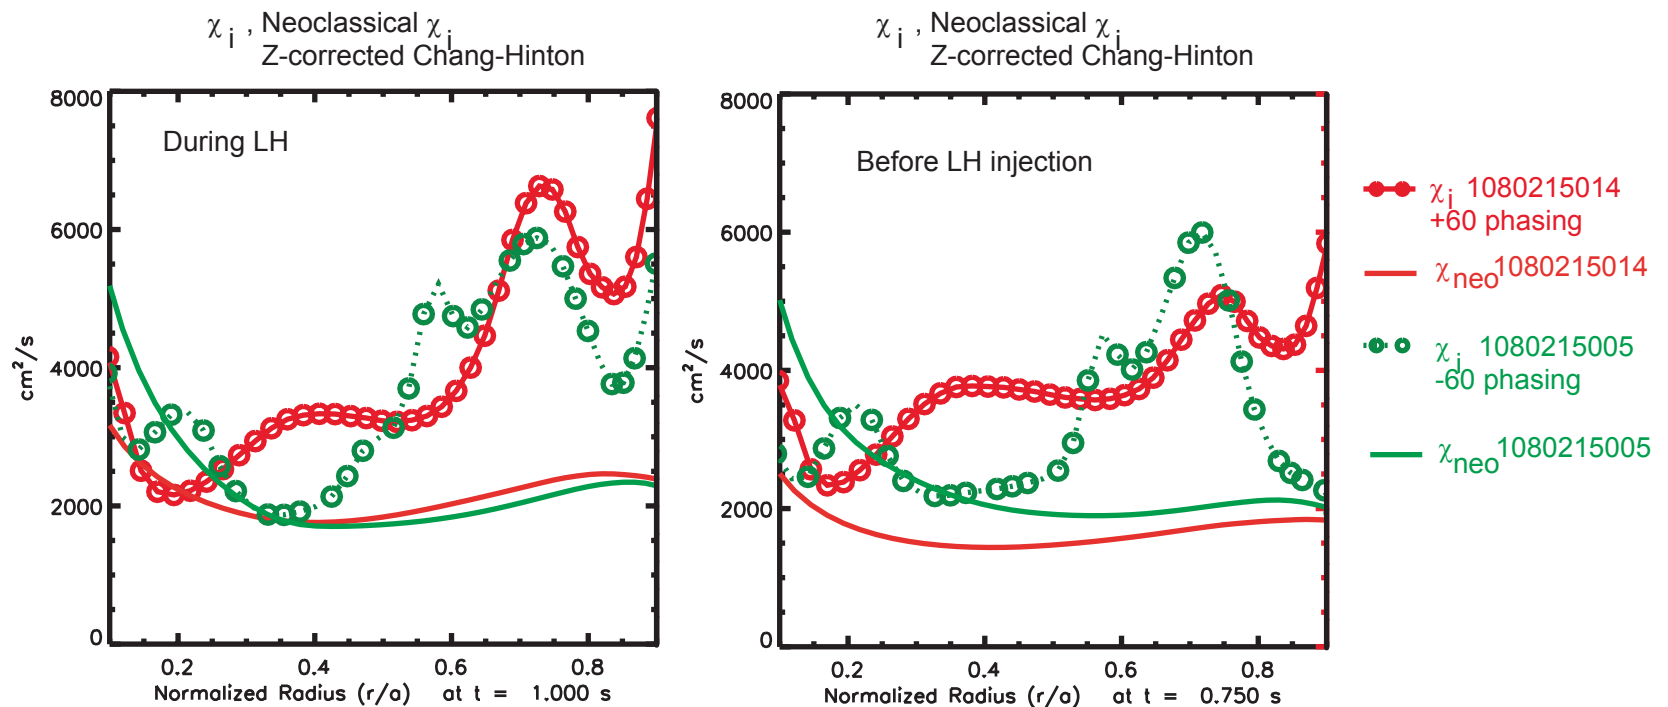 χi , Neoclassical χi
Z-corrected Chang-Hinton
8000
6000
4000
2000
0
cm²/s
During LH
0.2 0.4 0.6 0.8
Normalized Radius (r/a) at t = 1.000 s
χi , Neoclassical χi
Z-corrected Chang-Hinton
8000
6000
4000
2000
0
cm²/s
Before LH injection
0.2 0.4 0.6 0.8
Normalized Radius (r/a) at t = 0.750 s
χi 1080215014
+60 phasing
χneo1080215014
χi 1080215005
-60 phasing
χneo1080215005